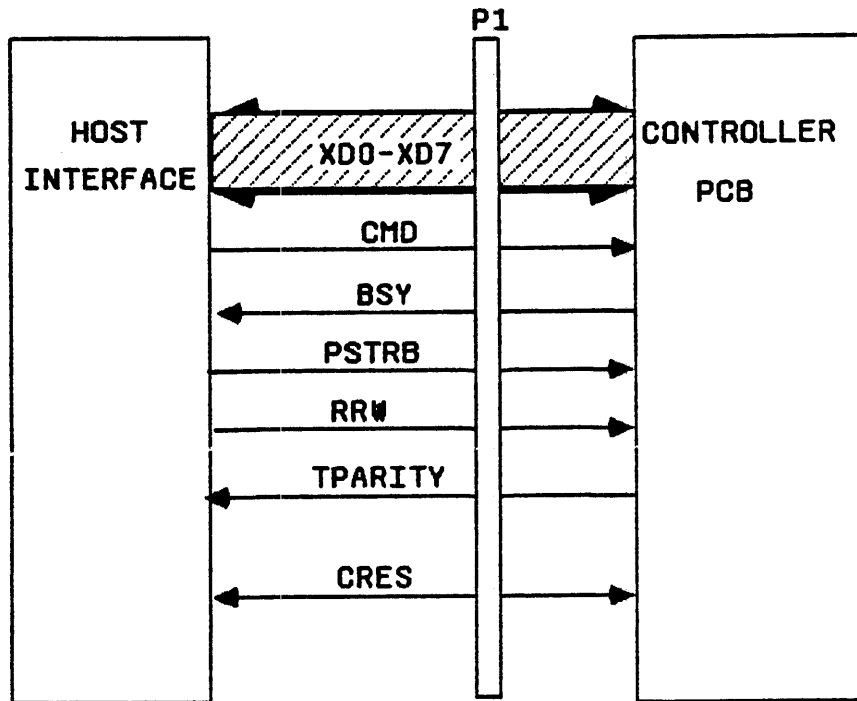 P1
HOST
INTERFACE
XD0-XD7
CONTROLLER
PCB
CMD
BSY
PSTRB
RRW
TPARITY
CRES